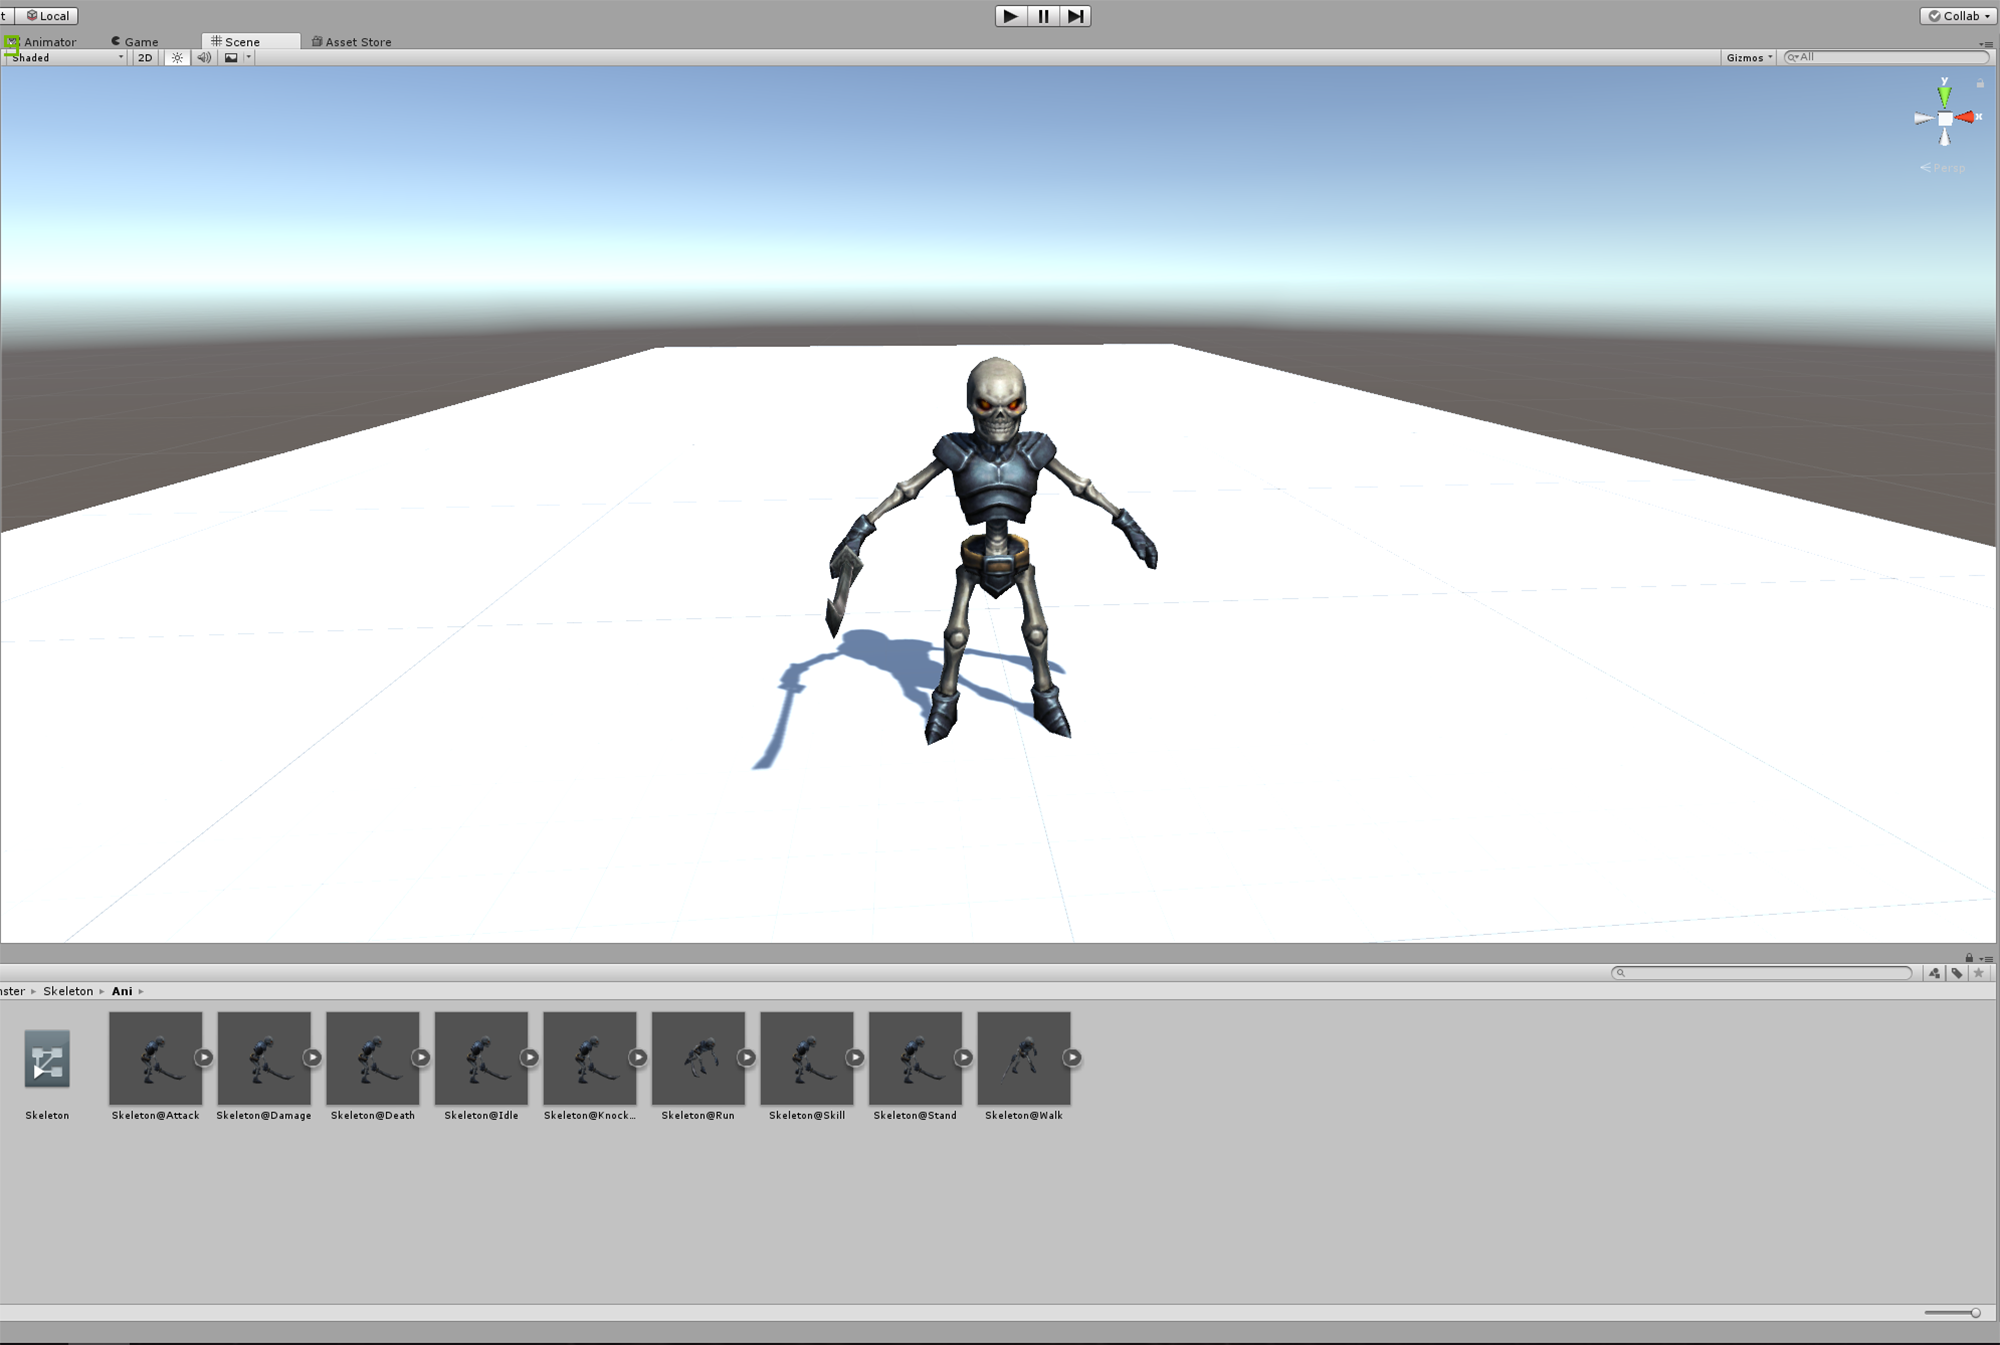 t Local Collab
Animator Game Scene Asset Store
Shaded 2D Gizmos All
y
x
Persp
nster Skeleton Ani
Skeleton Skeleton@Attack Skeleton@Damage Skeleton@Death Skeleton@Idle Skeleton@Knock... Skeleton@Run Skeleton@Skill Skeleton@Stand Skeleton@Walk